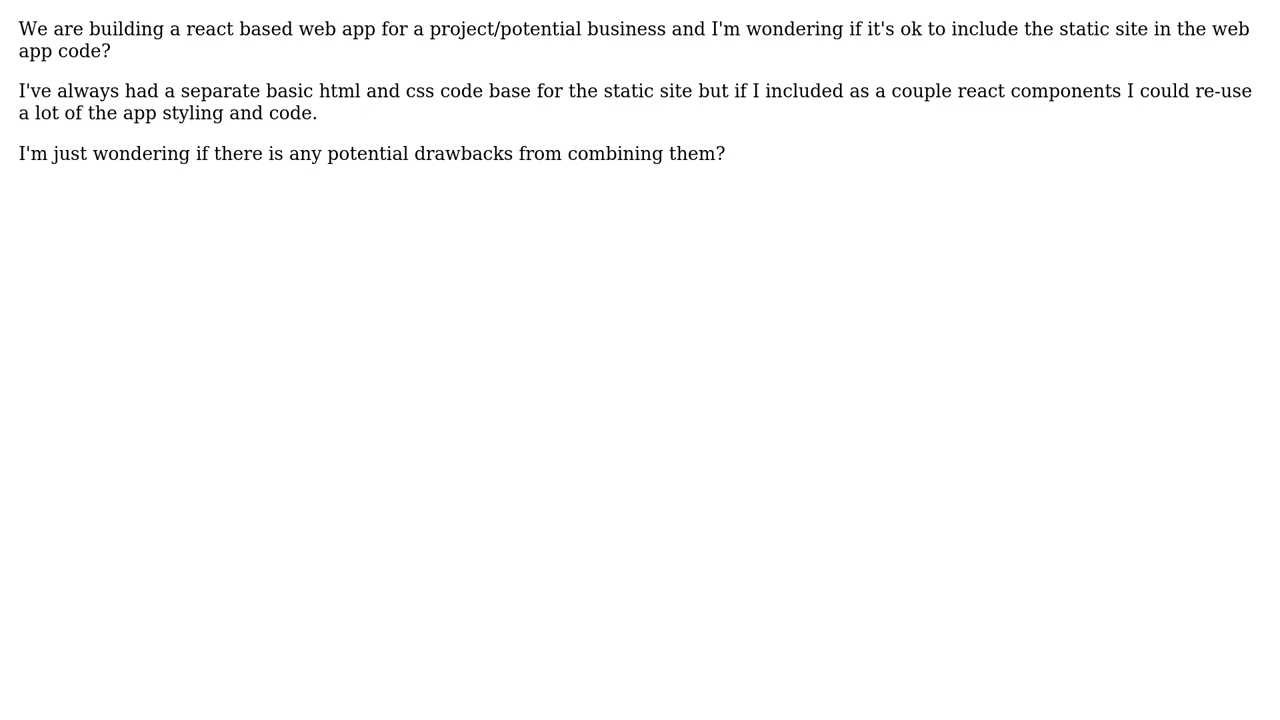 We are building a react based web app for a project/potential business and I'm wondering if it's ok to include the static site in the web
app code?
I've always had a separate basic html and css code base for the static site but if I included as a couple react components I could re-use
a lot of the app styling and code.
I'm just wondering if there is any potential drawbacks from combining them?